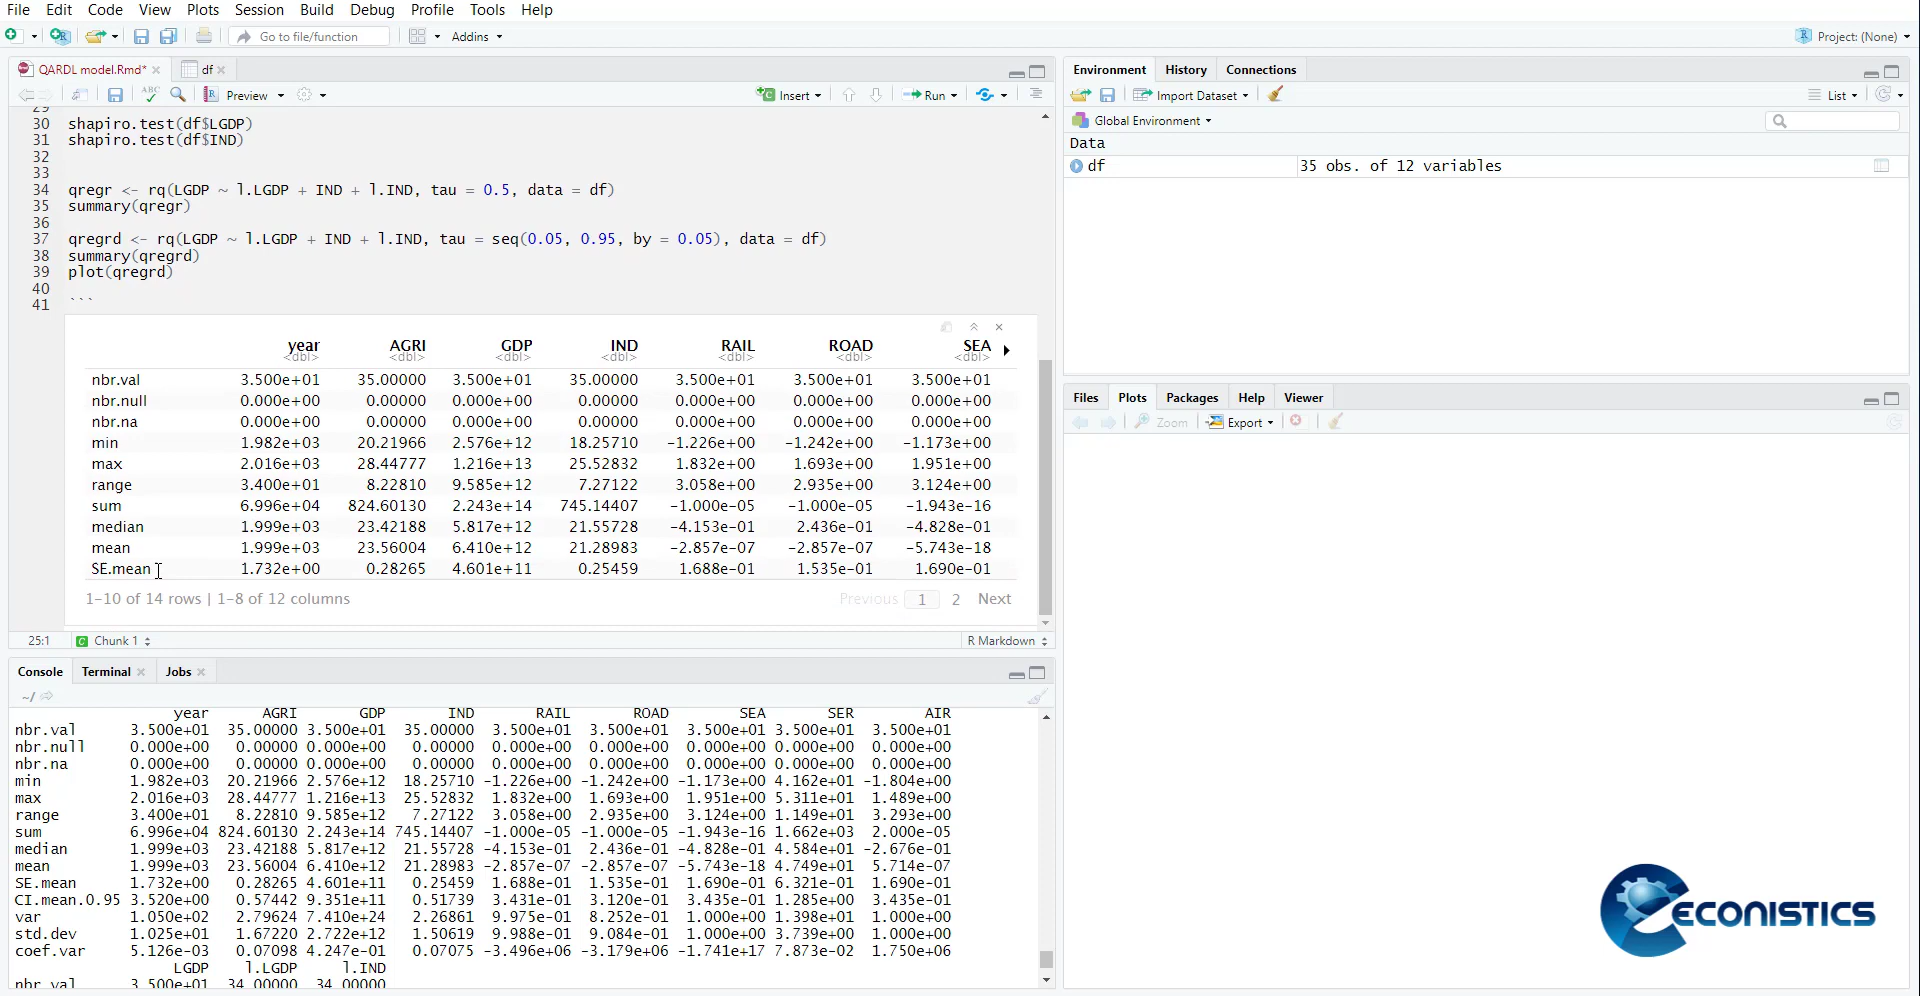 File Edit Code View Plots Session Build Debug Profile Tools Help
Go to file/function Addins Project: (None)
QARDL model.Rmd* df
ABC Preview Insert Run
29
30 shapiro.test(df$LGDP)
31 shapiro.test(df$IND)
32
33
34 qregr <- rq(LGDP ~ l.LGDP + IND + l.IND, tau = 0.5, data = df)
35 summary(qregr)
36
37 qregrd <- rq(LGDP ~ l.LGDP + IND + l.IND, tau = seq(0.05, 0.95, by = 0.05), data = df)
38 summary(qregrd)
39 plot(qregrd)
40
41 ```
year AGRI GDP IND RAIL ROAD SEA
<dbl> <dbl> <dbl> <dbl> <dbl> <dbl> <dbl>
nbr.val 3.500e+01 35.00000 3.500e+01 35.00000 3.500e+01 3.500e+01 3.500e+01
nbr.null 0.000e+00 0.00000 0.000e+00 0.00000 0.000e+00 0.000e+00 0.000e+00
nbr.na 0.000e+00 0.00000 0.000e+00 0.00000 0.000e+00 0.000e+00 0.000e+00
min 1.982e+03 20.21966 2.576e+12 18.25710 -1.226e+00 -1.242e+00 -1.173e+00
max 2.016e+03 28.44777 1.216e+13 25.52832 1.832e+00 1.693e+00 1.951e+00
range 3.400e+01 8.22810 9.585e+12 7.27122 3.058e+00 2.935e+00 3.124e+00
sum 6.996e+04 824.60130 2.243e+14 745.14407 -1.000e-05 -1.000e-05 -1.943e-16
median 1.999e+03 23.42188 5.817e+12 21.55728 -4.153e-01 2.436e-01 -4.828e-01
mean 1.999e+03 23.56004 6.410e+12 21.28983 -2.857e-07 -2.857e-07 -5.743e-18
SE.mean 1.732e+00 0.28265 4.601e+11 0.25459 1.688e-01 1.535e-01 1.690e-01
1-10 of 14 rows | 1-8 of 12 columns Previous 1 2 Next
25:1 Chunk 1 R Markdown
Console Terminal Jobs
~/
year AGRI GDP IND RAIL ROAD SEA SER AIR
nbr.val 3.500e+01 35.00000 3.500e+01 35.00000 3.500e+01 3.500e+01 3.500e+01 3.500e+01 3.500e+01
nbr.null 0.000e+00 0.00000 0.000e+00 0.00000 0.000e+00 0.000e+00 0.000e+00 0.000e+00 0.000e+00
nbr.na 0.000e+00 0.00000 0.000e+00 0.00000 0.000e+00 0.000e+00 0.000e+00 0.000e+00 0.000e+00
min 1.982e+03 20.21966 2.576e+12 18.25710 -1.226e+00 -1.242e+00 -1.173e+00 4.162e+01 -1.804e+00
max 2.016e+03 28.44777 1.216e+13 25.52832 1.832e+00 1.693e+00 1.951e+00 5.311e+01 1.489e+00
range 3.400e+01 8.22810 9.585e+12 7.27122 3.058e+00 2.935e+00 3.124e+00 1.149e+01 3.293e+00
sum 6.996e+04 824.60130 2.243e+14 745.14407 -1.000e-05 -1.000e-05 -1.943e-16 1.662e+03 2.000e-05
median 1.999e+03 23.42188 5.817e+12 21.55728 -4.153e-01 2.436e-01 -4.828e-01 4.584e+01 -2.676e-01
mean 1.999e+03 23.56004 6.410e+12 21.28983 -2.857e-07 -2.857e-07 -5.743e-18 4.749e+01 5.714e-07
SE.mean 1.732e+00 0.28265 4.601e+11 0.25459 1.688e-01 1.535e-01 1.690e-01 6.321e-01 1.690e-01
CI.mean.0.95 3.520e+00 0.57442 9.351e+11 0.51739 3.431e-01 3.120e-01 3.435e-01 1.285e+00 3.435e-01
var 1.050e+02 2.79624 7.410e+24 2.26861 9.975e-01 8.252e-01 1.000e+00 1.398e+01 1.000e+00
std.dev 1.025e+01 1.67220 2.722e+12 1.50619 9.988e-01 9.084e-01 1.000e+00 3.739e+00 1.000e+00
coef.var 5.126e-03 0.07098 4.247e-01 0.07075 -3.496e+06 -3.179e+06 -1.741e+17 7.873e-02 1.750e+06
LGDP l.LGDP l.IND
nbr.val 3.500e+01 34.00000 34.00000
Environment History Connections
Import Dataset List
Global Environment
Data
df 35 obs. of 12 variables
Files Plots Packages Help Viewer
Zoom Export
ECONISTICS